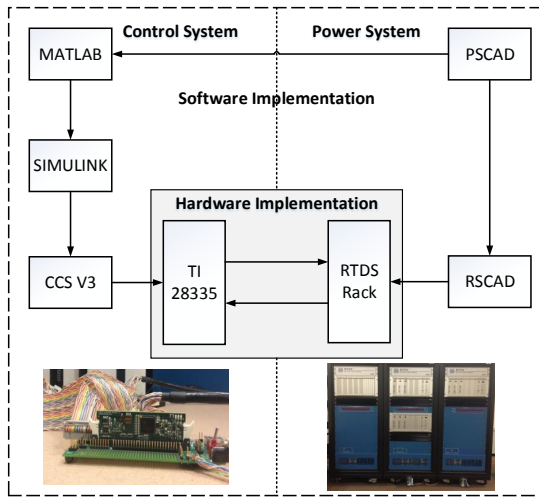 Control System
Power System
MATLAB
PSCAD
Software Implementation
SIMULINK
Hardware Implementation
TI
28335
RTDS
Rack
CCS V3
RSCAD